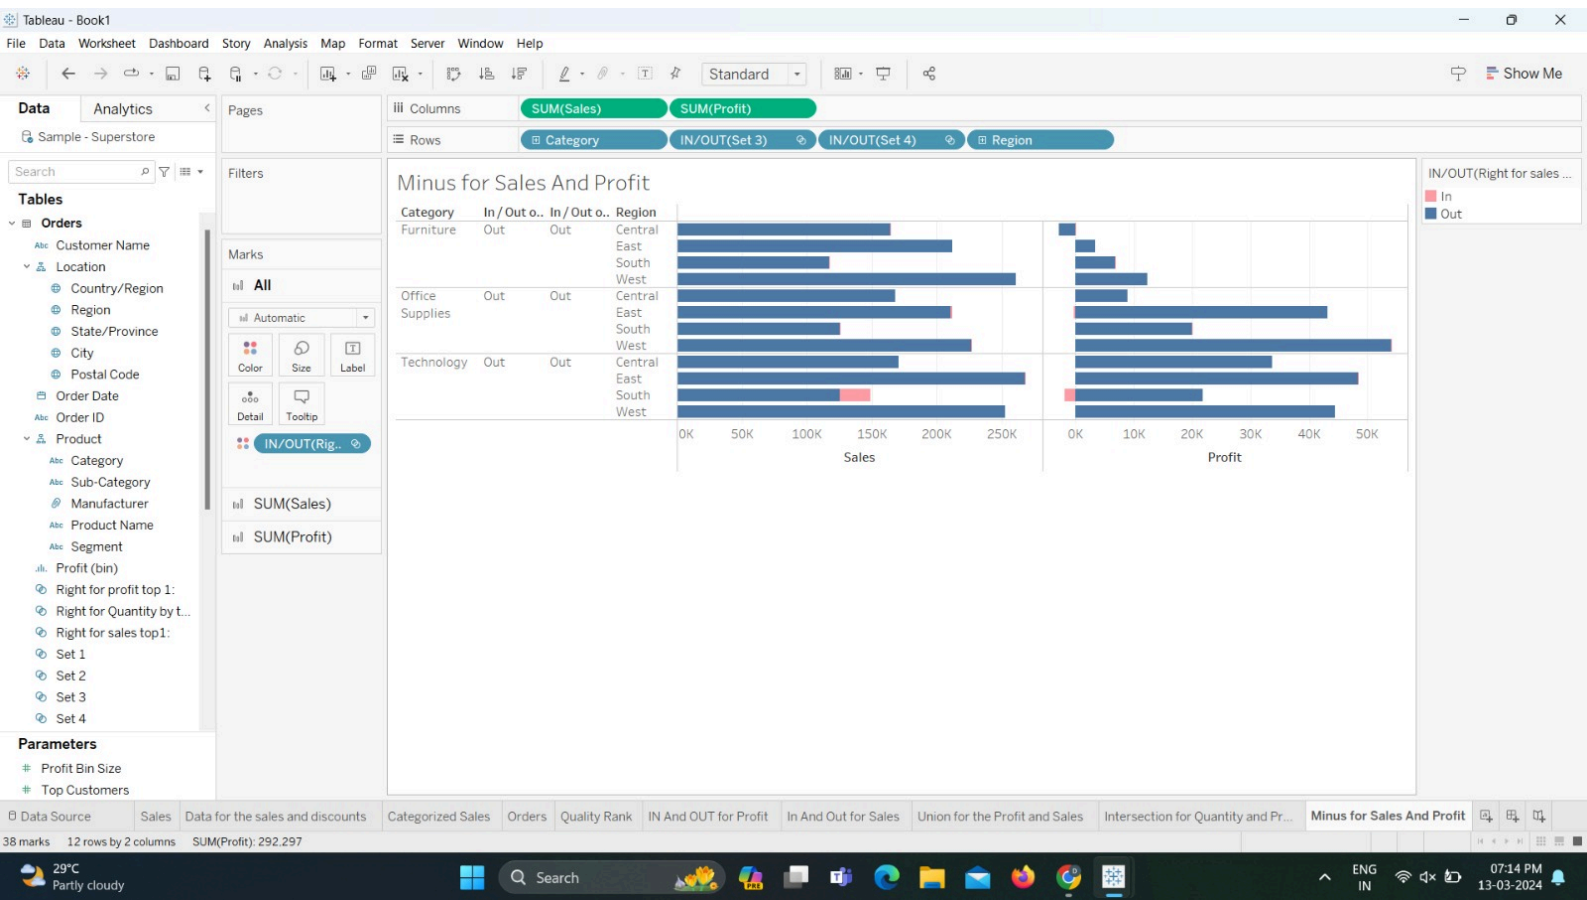 Tableau - Book1
File Data Worksheet Dashboard Story Analysis Map Format Server Window Help
Standard
Show Me
Data Analytics
Sample - Superstore
Search
Tables
Orders
Abc Customer Name
Location
Country/Region
Region
State/Province
City
Postal Code
Order Date
Abc Order ID
Product
Abc Category
Abc Sub-Category
Manufacturer
Abc Product Name
Abc Segment
Profit (bin)
Right for profit top 1:
Right for Quantity by t...
Right for sales top1:
Set 1
Set 2
Set 3
Set 4
Parameters
# Profit Bin Size
# Top Customers
Pages
Filters
Marks
All
Automatic
Color Size Label
Detail Tooltip
IN/OUT(Rig..
SUM(Sales)
SUM(Profit)
Columns SUM(Sales) SUM(Profit)
Rows Category IN/OUT(Set 3) IN/OUT(Set 4) Region
Minus for Sales And Profit
Category In / Out o.. In / Out o.. Region
Furniture Out Out Central
East
South
West
Office Supplies Out Out Central
East
South
West
Technology Out Out Central
East
South
West
0K 50K 100K 150K 200K 250K 0K 10K 20K 30K 40K 50K
Sales Profit
IN/OUT(Right for sales ...
In
Out
Data Source Sales Data for the sales and discounts Categorized Sales Orders Quality Rank IN And OUT for Profit In And Out for Sales Union for the Profit and Sales Intersection for Quantity and Pr... Minus for Sales And Profit
38 marks 12 rows by 2 columns SUM(Profit): 292,297
29°C
Partly cloudy
Search
PRE
ENG
IN
07:14 PM
13-03-2024